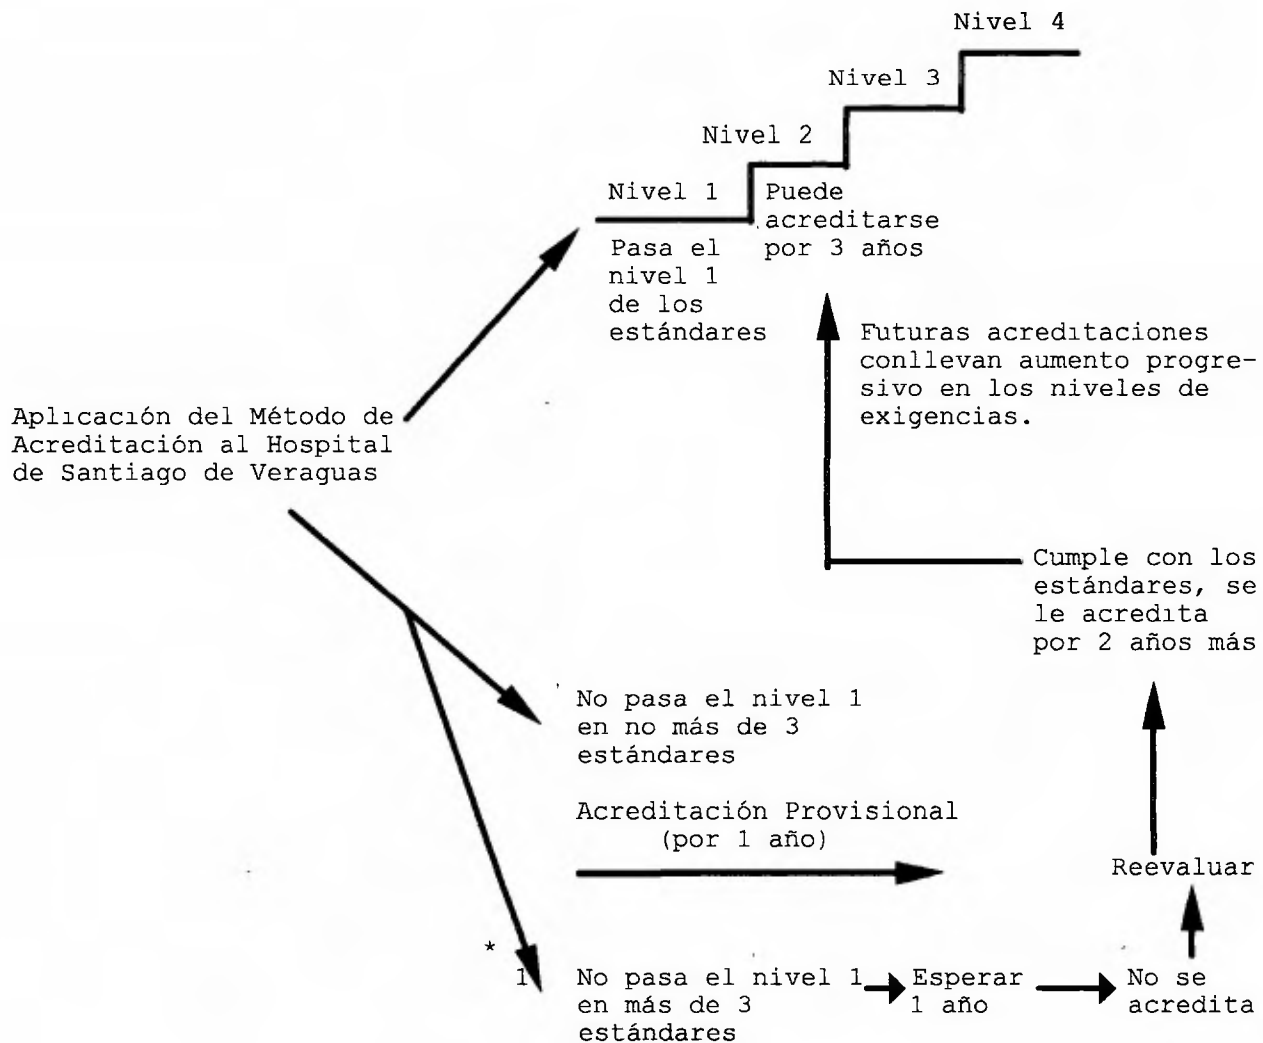 Nivel 4
Nivel 3
Nivel 2
Nivel 1
Puede
acreditarse
por 3 años
Pasa el
nivel 1
de los
estándares
Futuras acreditaciones
conllevan aumento progre-
sivo en los niveles de
exigencias.
Aplicación del Método de
Acreditación al Hospital
de Santiago de Veraguas
Cumple con los
estándares, se
le acredita
por 2 años más
No pasa el nivel 1
en no más de 3
estándares
Acreditación Provisional
(por 1 año)
Reevaluar
*
1
No pasa el nivel 1
en más de 3
estándares
Esperar
1 año
No se
acredita